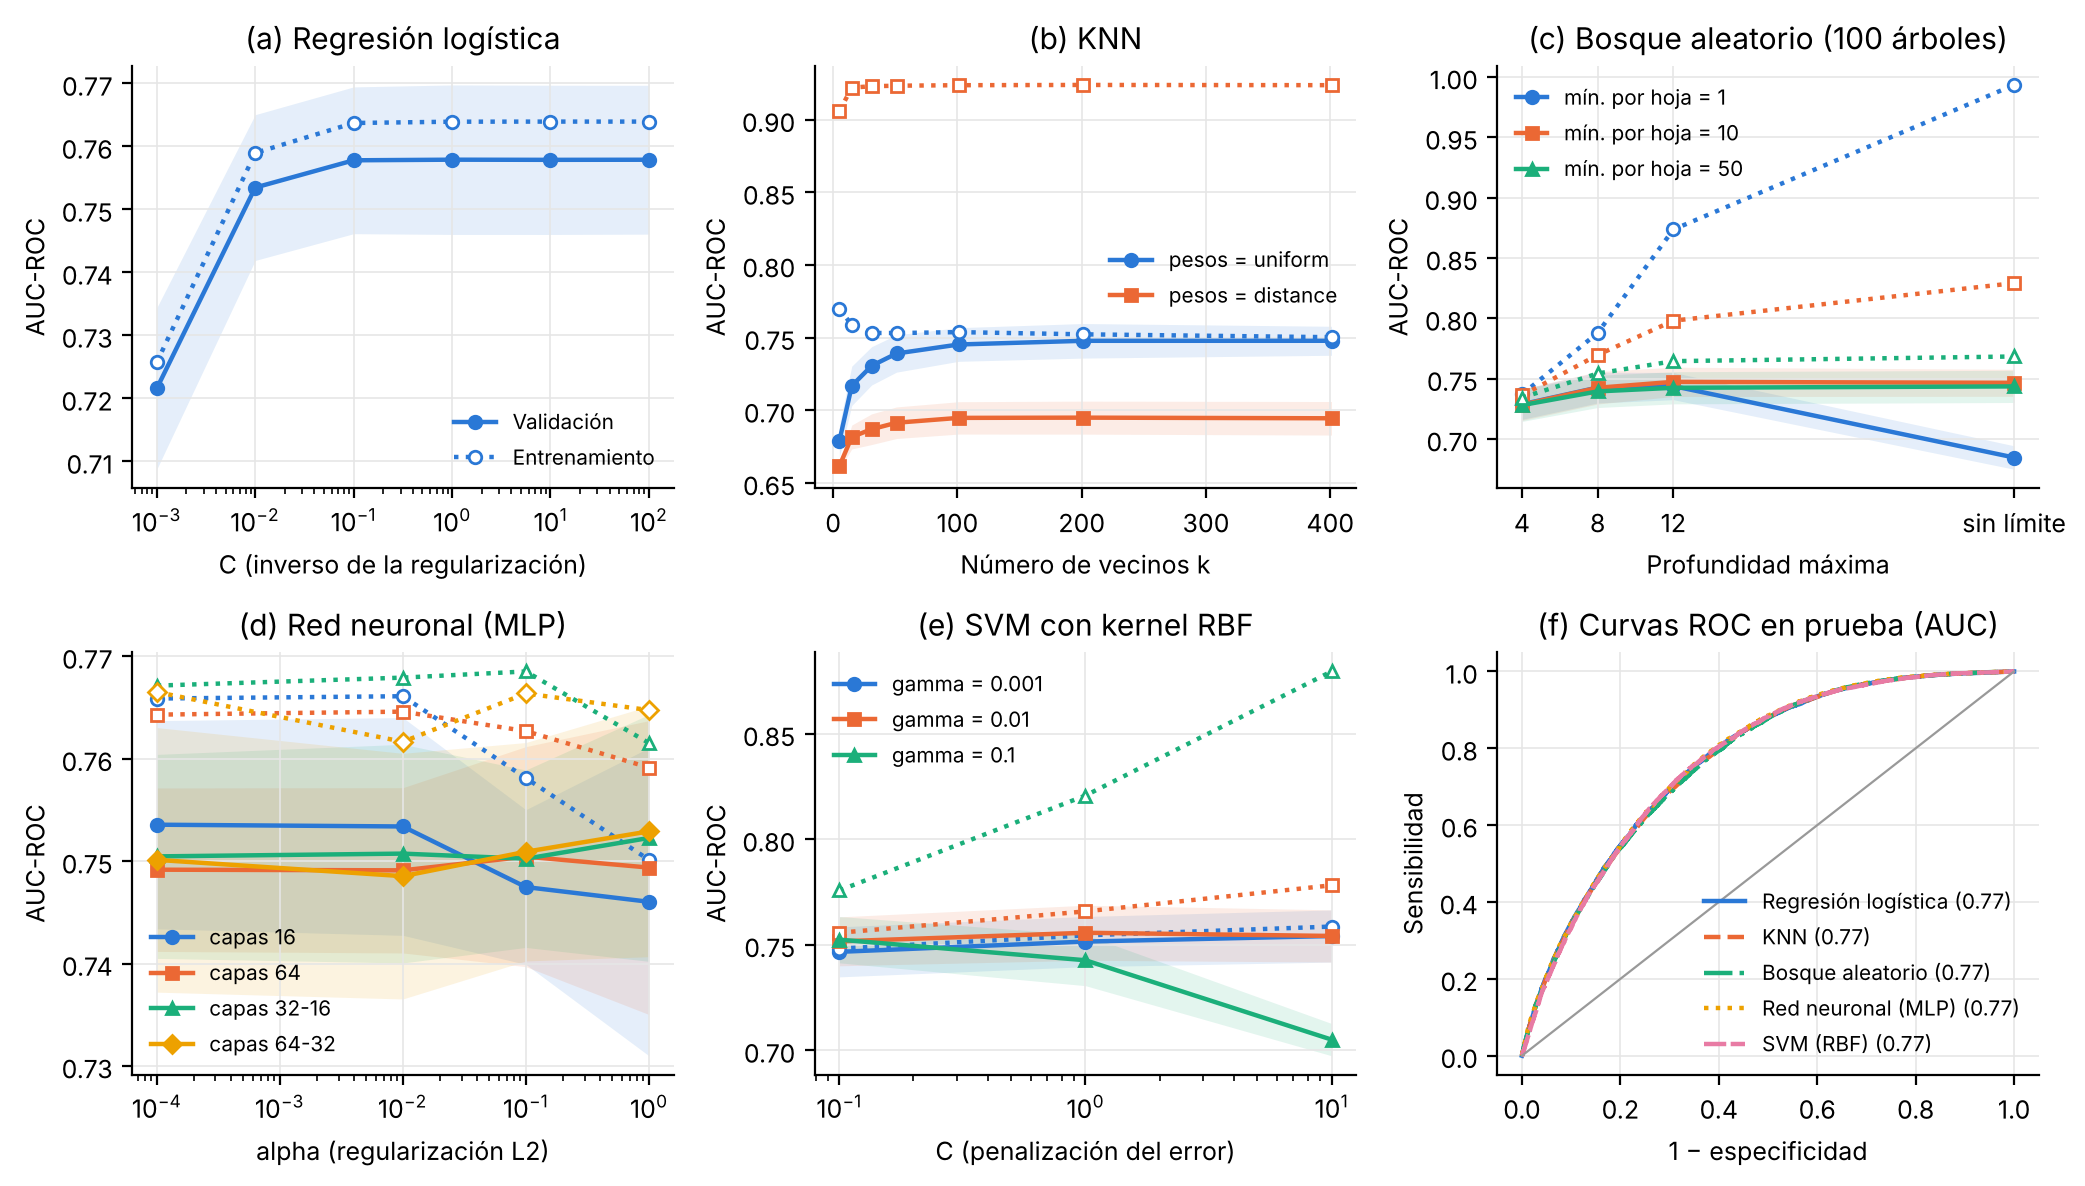 (a) Regresión logística
AUC-ROC
0.77
0.76
0.75
0.74
0.73
0.72
0.71
Validación
Entrenamiento
10⁻³ 10⁻² 10⁻¹ 10⁰ 10¹ 10²
C (inverso de la regularización)
(b) KNN
AUC-ROC
0.90
0.85
0.80
0.75
0.70
0.65
pesos = uniform
pesos = distance
0 100 200 300 400
Número de vecinos k
(c) Bosque aleatorio (100 árboles)
AUC-ROC
1.00
0.95
0.90
0.85
0.80
0.75
0.70
mín. por hoja = 1
mín. por hoja = 10
mín. por hoja = 50
4 8 12 sin límite
Profundidad máxima
(d) Red neuronal (MLP)
AUC-ROC
0.77
0.76
0.75
0.74
0.73
capas 16
capas 64
capas 32-16
capas 64-32
10⁻⁴ 10⁻³ 10⁻² 10⁻¹ 10⁰
alpha (regularización L2)
(e) SVM con kernel RBF
AUC-ROC
0.85
0.80
0.75
0.70
gamma = 0.001
gamma = 0.01
gamma = 0.1
10⁻¹ 10⁰ 10¹
C (penalización del error)
(f) Curvas ROC en prueba (AUC)
Sensibilidad
1.0
0.8
0.6
0.4
0.2
0.0
Regresión logística (0.77)
KNN (0.77)
Bosque aleatorio (0.77)
Red neuronal (MLP) (0.77)
SVM (RBF) (0.77)
0.0 0.2 0.4 0.6 0.8 1.0
1 − especificidad